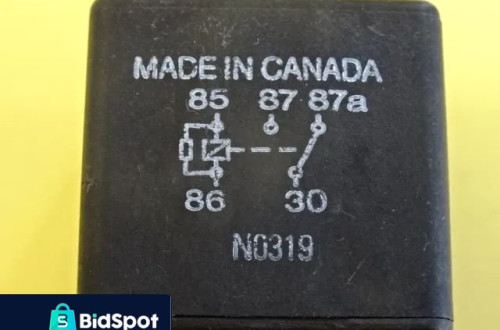 MADE IN CANADA
85 87 87a
86 30
N0319
BidSpot